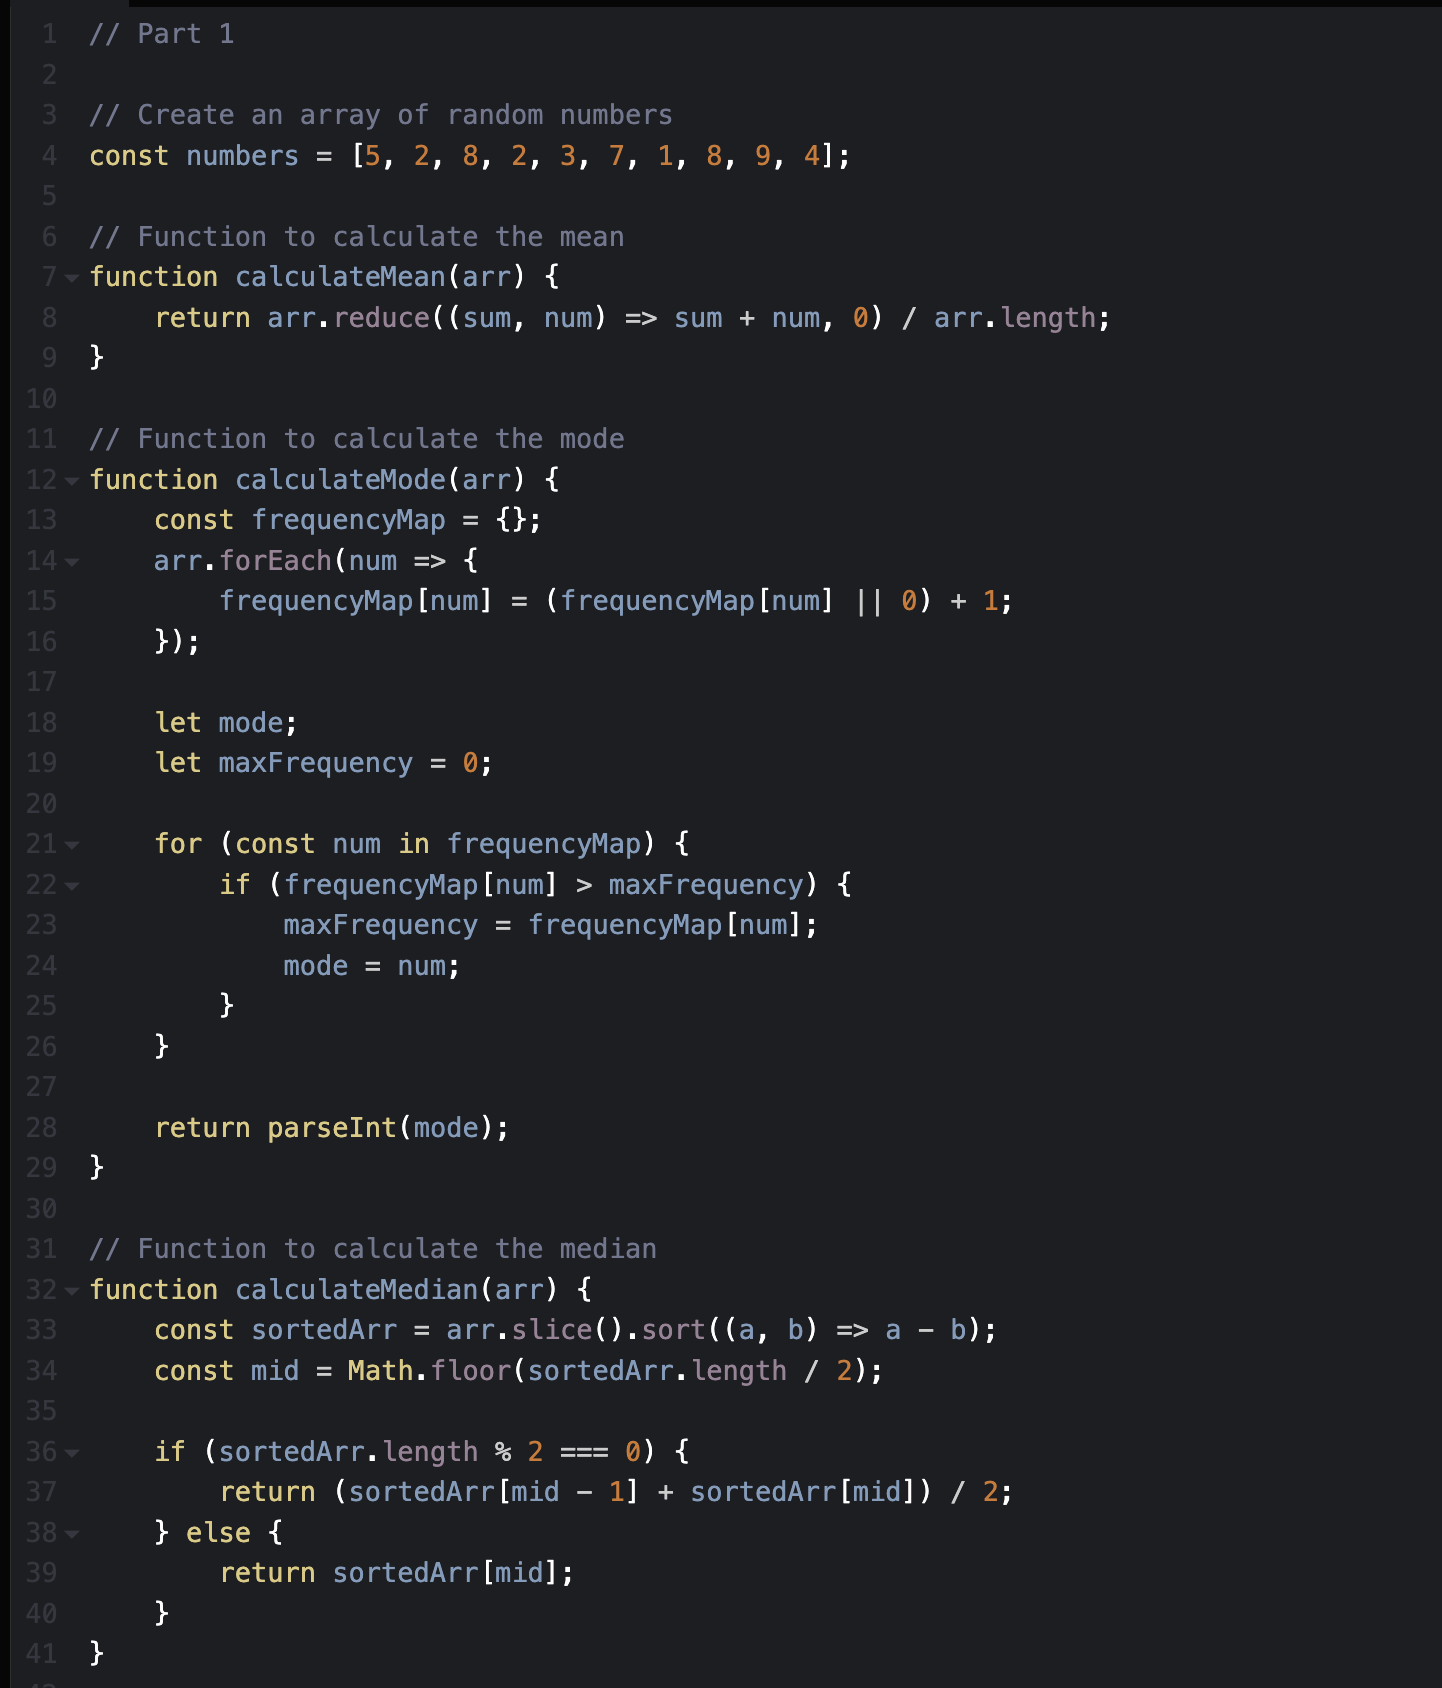 1 // Part 1
2
3 // Create an array of random numbers
4 const numbers = [5, 2, 8, 2, 3, 7, 1, 8, 9, 4];
5
6 // Function to calculate the mean
7 function calculateMean(arr) {
8     return arr.reduce((sum, num) => sum + num, 0) / arr.length;
9 }
10
11 // Function to calculate the mode
12 function calculateMode(arr) {
13     const frequencyMap = {};
14     arr.forEach(num => {
15         frequencyMap[num] = (frequencyMap[num] || 0) + 1;
16     });
17
18     let mode;
19     let maxFrequency = 0;
20
21     for (const num in frequencyMap) {
22         if (frequencyMap[num] > maxFrequency) {
23             maxFrequency = frequencyMap[num];
24             mode = num;
25         }
26     }
27
28     return parseInt(mode);
29 }
30
31 // Function to calculate the median
32 function calculateMedian(arr) {
33     const sortedArr = arr.slice().sort((a, b) => a - b);
34     const mid = Math.floor(sortedArr.length / 2);
35
36     if (sortedArr.length % 2 === 0) {
37         return (sortedArr[mid - 1] + sortedArr[mid]) / 2;
38     } else {
39         return sortedArr[mid];
40     }
41 }